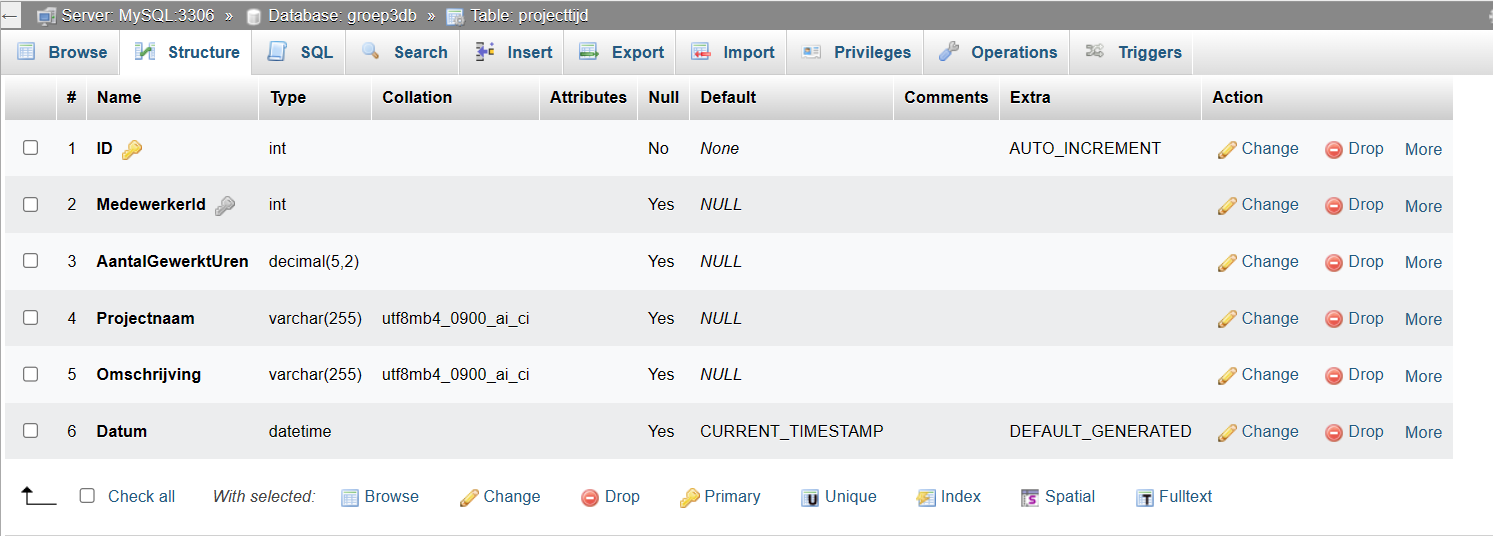 Server: MySQL:3306 » Database: groep3db » Table: projecttijd
Browse Structure SQL Search Insert Export Import Privileges Operations Triggers
# Name Type Collation Attributes Null Default Comments Extra Action
1 ID int No None AUTO_INCREMENT Change Drop More
2 MedewerkerId int Yes NULL Change Drop More
3 AantalGewerktUren decimal(5,2) Yes NULL Change Drop More
4 Projectnaam varchar(255) utf8mb4_0900_ai_ci Yes NULL Change Drop More
5 Omschrijving varchar(255) utf8mb4_0900_ai_ci Yes NULL Change Drop More
6 Datum datetime Yes CURRENT_TIMESTAMP DEFAULT_GENERATED Change Drop More
Check all With selected: Browse Change Drop Primary Unique Index Spatial Fulltext